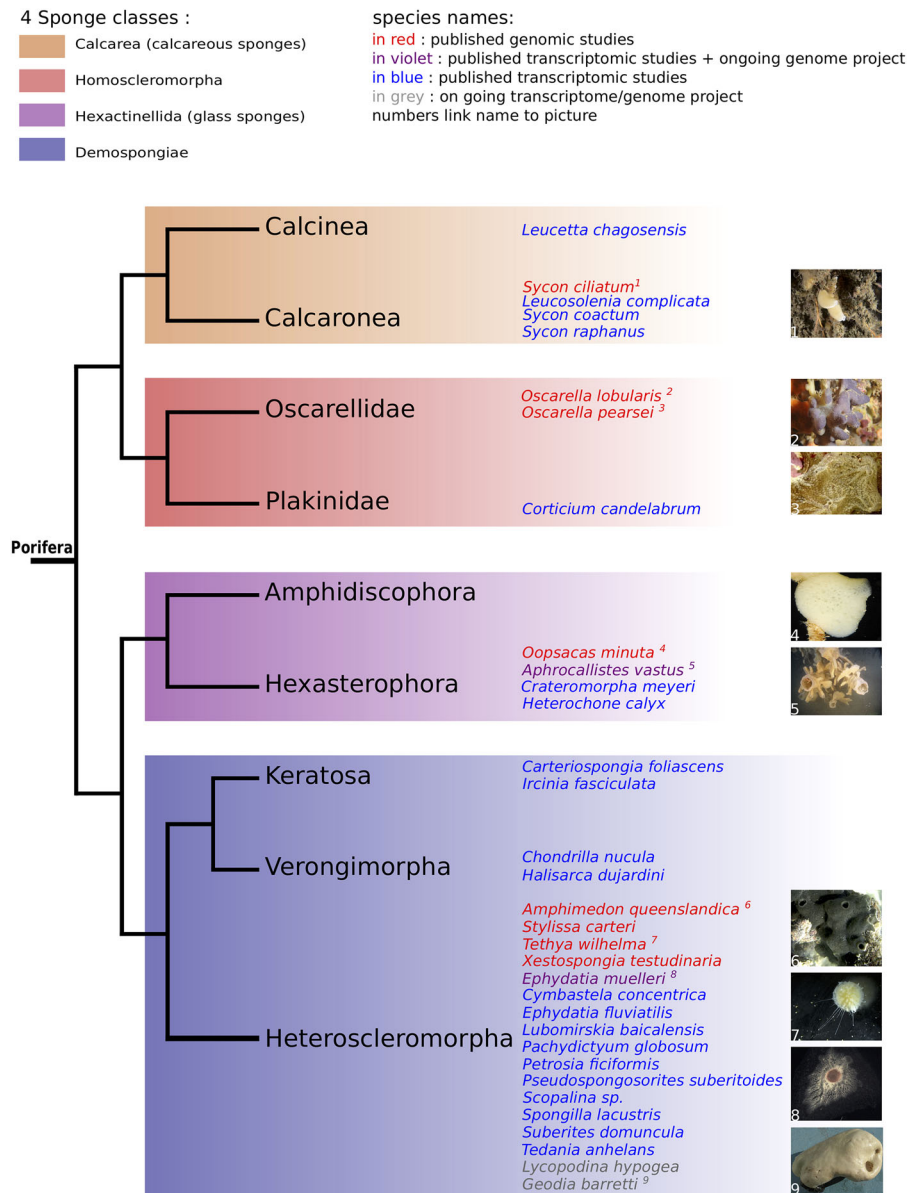 4 Sponge classes :
Calcarea (calcareous sponges)
Homoscleromorpha
Hexactinellida (glass sponges)
Demospongiae
species names:
in red : published genomic studies
in violet : published transcriptomic studies + ongoing genome project
in blue : published transcriptomic studies
in grey : on going transcriptome/genome project
numbers link name to picture
Porifera
Calcinea
Leucetta chagosensis
Calcaronea
Sycon ciliatum¹
Leucosolenia complicata
Sycon coactum
Sycon raphanus
1
Oscarellidae
Oscarella lobularis ²
Oscarella pearsei ³
2
3
Plakinidae
Corticium candelabrum
Amphidiscophora
4
Hexasterophora
Oopsacas minuta ⁴
Aphrocallistes vastus ⁵
Crateromorpha meyeri
Heterochone calyx
5
Keratosa
Carteriospongia foliascens
Ircinia fasciculata
Verongimorpha
Chondrilla nucula
Halisarca dujardini
Heteroscleromorpha
Amphimedon queenslandica ⁶
Stylissa carteri
Tethya wilhelma ⁷
Xestospongia testudinaria
Ephydatia muelleri ⁸
Cymbastela concentrica
Ephydatia fluviatilis
Lubomirskia baicalensis
Pachydictyum globosum
Petrosia ficiformis
Pseudospongosorites suberitoides
Scopalina sp.
Spongilla lacustris
Suberites domuncula
Tedania anhelans
Lycopodina hypogea
Geodia barretti ⁹
6
7
8
9